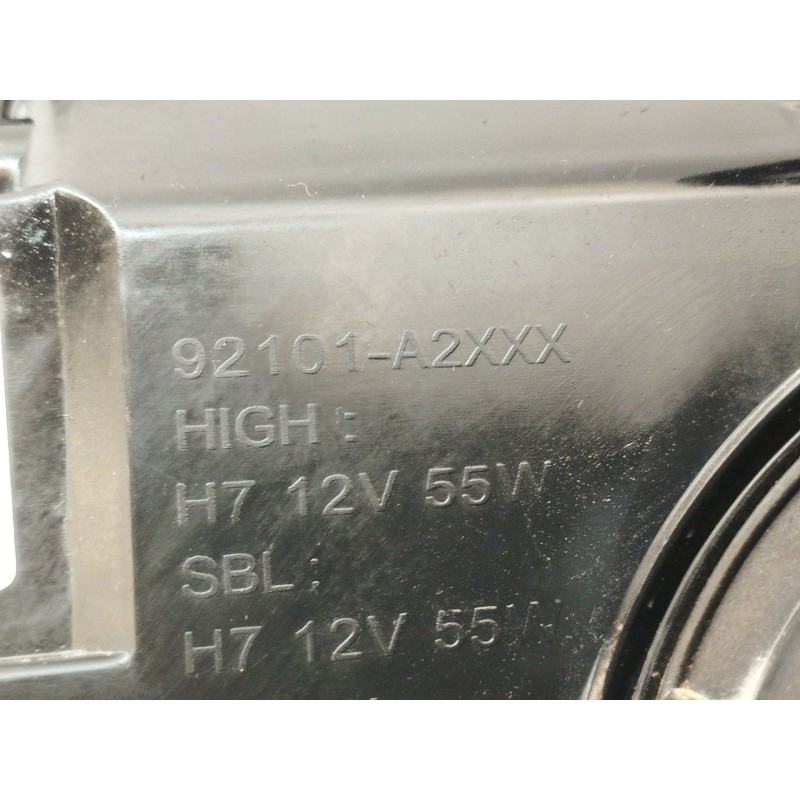 92101-A2XXX
HIGH :
H7 12V 55W
SBL :
H7 12V 55W